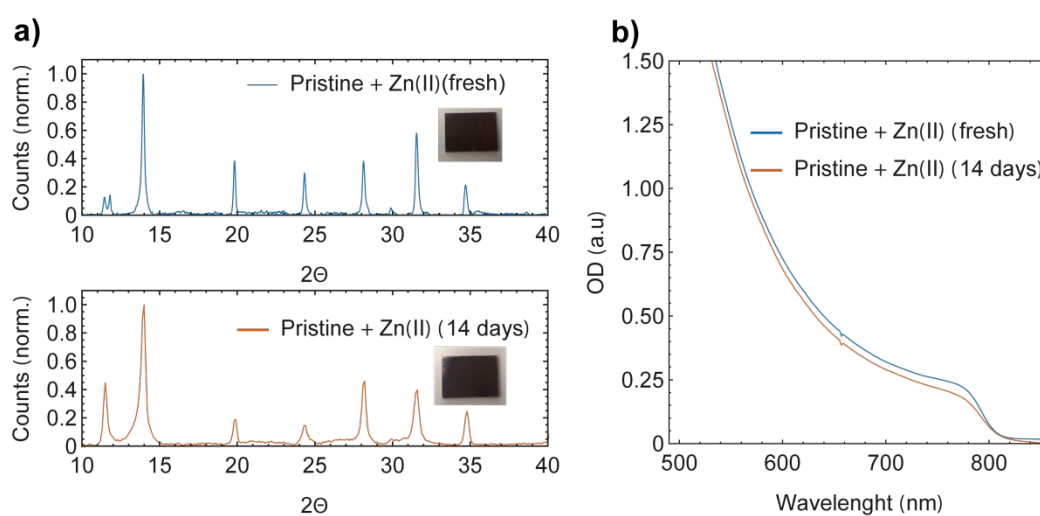 a)
Counts (norm.)
1.0
0.8
0.6
0.4
0.2
0
Pristine + Zn(II)(fresh)
10 15 20 25 30 35 40
2Θ
Counts (norm.)
1.0
0.8
0.6
0.4
0.2
0
Pristine + Zn(II) (14 days)
10 15 20 25 30 35 40
2Θ
b)
OD (a.u)
1.50
1.25
1.00
0.75
0.50
0.25
0
Pristine + Zn(II) (fresh)
Pristine + Zn(II) (14 days)
500 600 700 800
Wavelenght (nm)